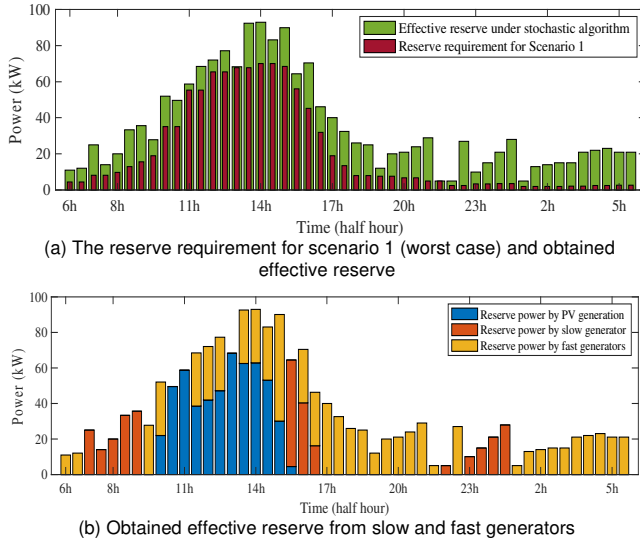 100
80
60
40
20
0
Power (kW)
Effective reserve under stochastic algorithm
Reserve requirement for Scenario 1
6h 8h 11h 14h 17h 20h 23h 2h 5h
Time (half hour)
(a) The reserve requirement for scenario 1 (worst case) and obtained
effective reserve
100
80
60
40
20
0
Power (kW)
Reserve power by PV generation
Reserve power by slow generator
Reserve power by fast generators
6h 8h 11h 14h 17h 20h 23h 2h 5h
Time (half hour)
(b) Obtained effective reserve from slow and fast generators